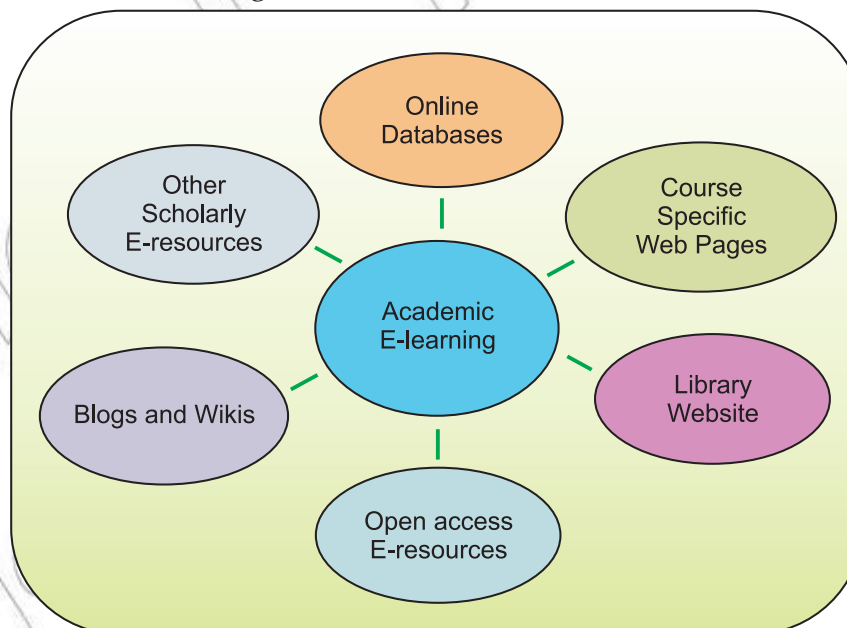 Online
Databases
Other
Scholarly
E-resources
Course
Specific
Web Pages
Academic
E-learning
Blogs and Wikis
Library
Website
Open access
E-resources